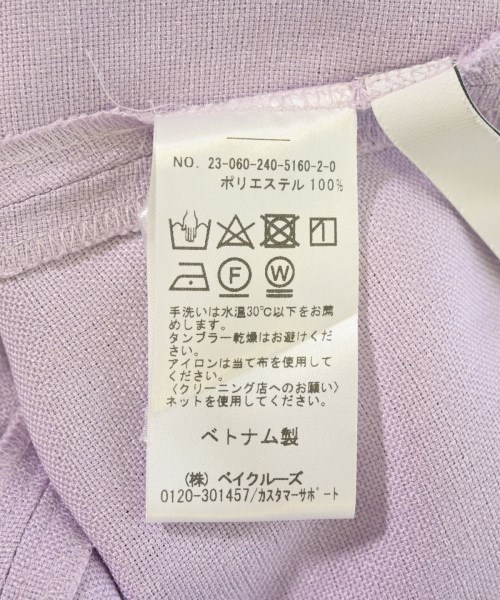 NO. 23-060-240-5160-2-0
ポリエステル 100%
F
W
手洗いは水温30℃以下をお薦
めします。
タンブラー乾燥はお避けくだ
さい。
アイロンは当て布を使用して
ください。
〈クリーニング店へのお願い〉
ネットを使用してください。
ベトナム製
(株) ベイクルーズ
0120-301457/カスタマーサポート